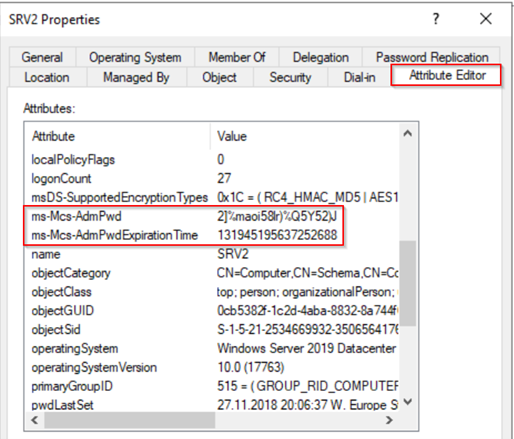 SRV2 Properties ? ×
General Operating System Member Of Delegation Password Replication
Location Managed By Object Security Dial-in Attribute Editor
Attributes:
Attribute Value
localPolicyFlags 0
logonCount 27
msDS-SupportedEncryptionTypes 0x1C = ( RC4_HMAC_MD5 | AES1
ms-Mcs-AdmPwd 2]%maoi58lr)%Q5Y52)J
ms-Mcs-AdmPwdExpirationTime 131945195637252688
name SRV2
objectCategory CN=Computer,CN=Schema,CN=Co
objectClass top; person; organizationalPerson;
objectGUID 0cb5382f-1c2d-4aba-8832-8a744f
objectSid S-1-5-21-2534669932-350656417
operatingSystem Windows Server 2019 Datacenter
operatingSystemVersion 10.0 (17763)
primaryGroupID 515 = ( GROUP_RID_COMPUTER
pwdLastSet 27.11.2018 20:06:37 W. Europe S